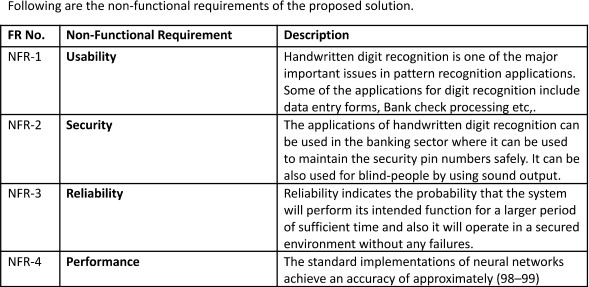 Following are the non-functional requirements of the proposed solution.
FR No. Non-Functional Requirement Description
NFR-1 Usability Handwritten digit recognition is one of the major
important issues in pattern recognition applications.
Some of the applications for digit recognition include
data entry forms, Bank check processing etc,.
NFR-2 Security The applications of handwritten digit recognition can
be used in the banking sector where it can be used
to maintain the security pin numbers safely. It can be
also used for blind-people by using sound output.
NFR-3 Reliability Reliability indicates the probability that the system
will perform its intended function for a larger period
of sufficient time and also it will operate in a secured
environment without any failures.
NFR-4 Performance The standard implementations of neural networks
achieve an accuracy of approximately (98–99)